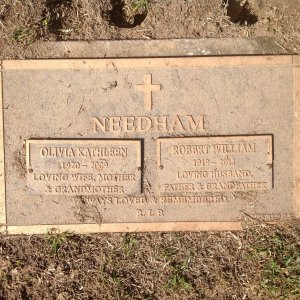 NEEDHAM
OLIVIA KATHLEEN
LOVING WIFE, MOTHER
& GRANDMOTHER
ROBERT WILLIAM
LOVING HUSBAND,
FATHER & GRANDFATHER
ALWAYS LOVED & REMEMBERED.
R.I.P.